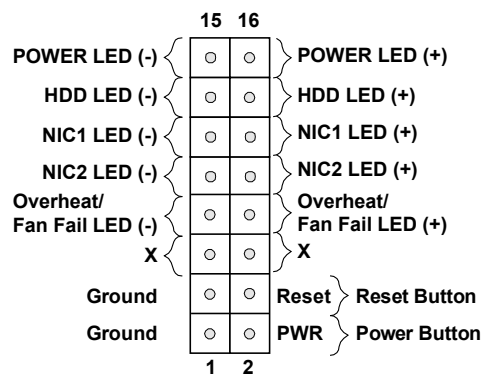 15 16
POWER LED (-) POWER LED (+)
HDD LED (-) HDD LED (+)
NIC1 LED (-) NIC1 LED (+)
NIC2 LED (-) NIC2 LED (+)
Overheat/ Overheat/
Fan Fail LED (-) Fan Fail LED (+)
X X
Ground Reset Reset Button
Ground PWR Power Button
1 2